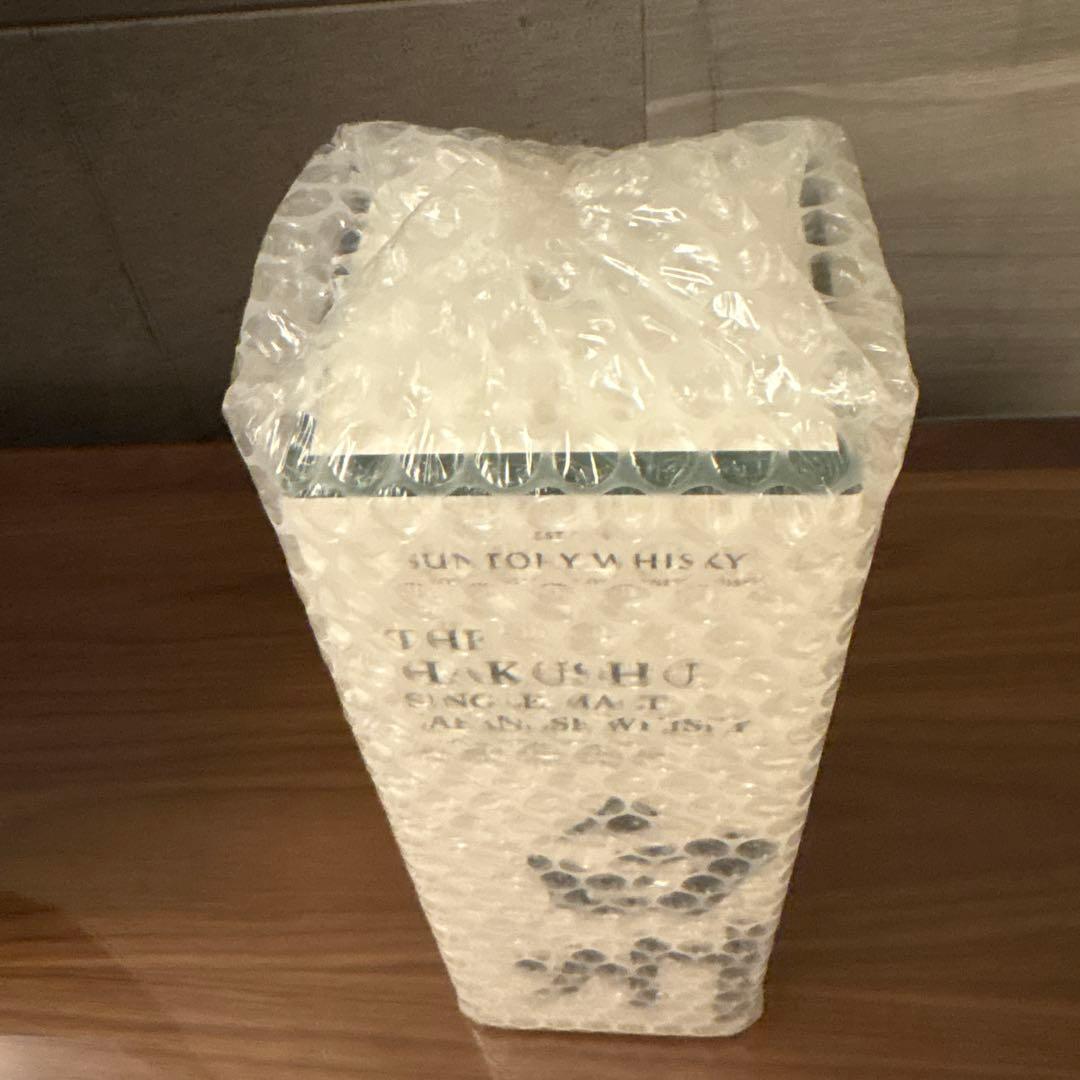 SUNTORY WHISKY
THE
HAKUSHU
SINGLE MALT
JAPANESE WHISKY
白州